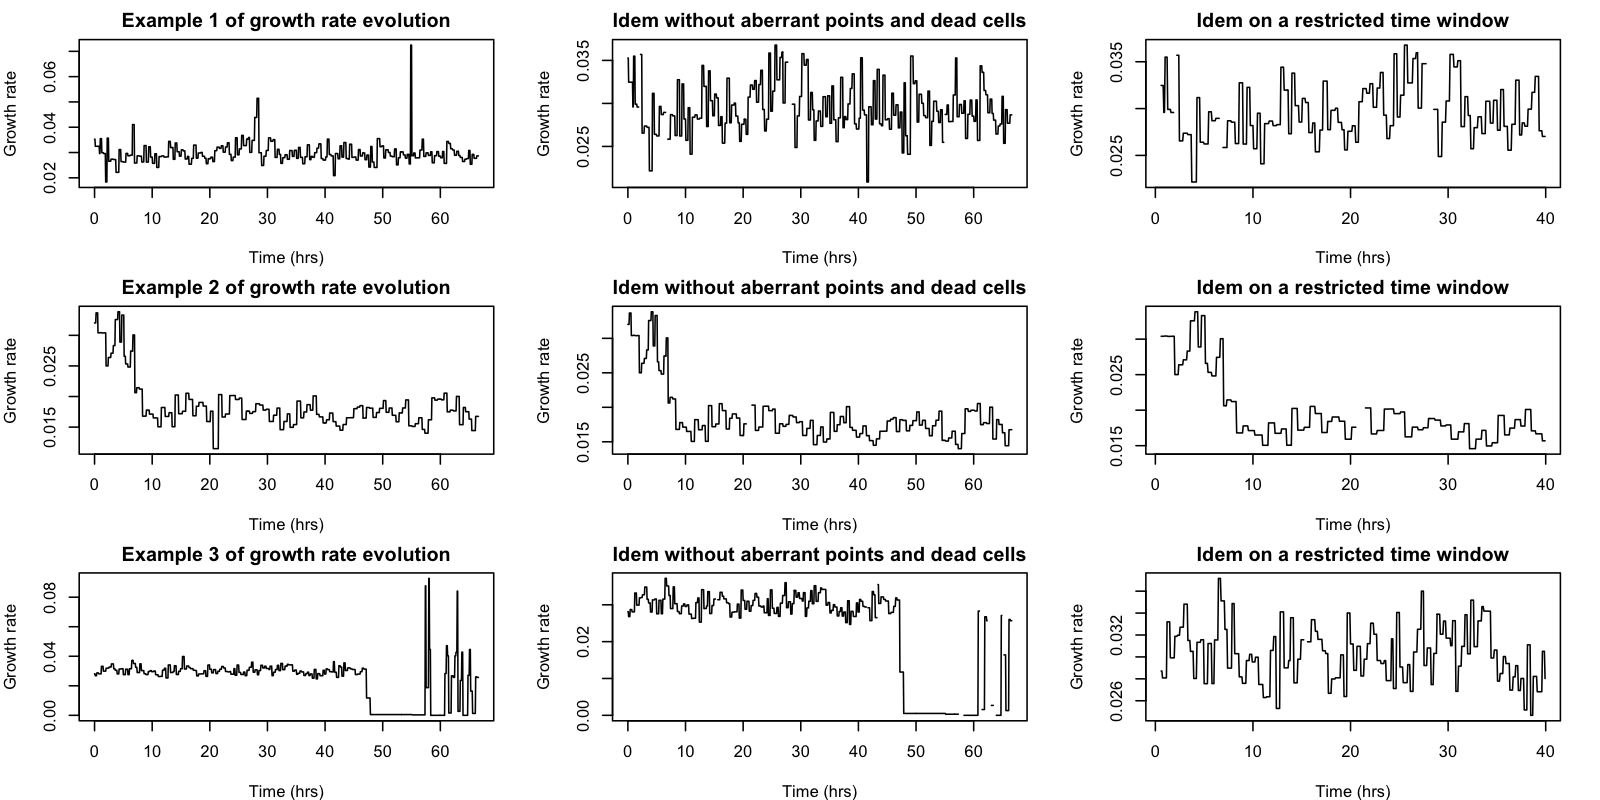 Example 1 of growth rate evolution
Growth rate
0.02 0.04 0.06
0 10 20 30 40 50 60
Time (hrs)
Idem without aberrant points and dead cells
Growth rate
0.025 0.035
0 10 20 30 40 50 60
Time (hrs)
Idem on a restricted time window
Growth rate
0.025 0.035
0 10 20 30 40
Time (hrs)
Example 2 of growth rate evolution
Growth rate
0.015 0.025
0 10 20 30 40 50 60
Time (hrs)
Idem without aberrant points and dead cells
Growth rate
0.015 0.025
0 10 20 30 40 50 60
Time (hrs)
Idem on a restricted time window
Growth rate
0.015 0.025
0 10 20 30 40
Time (hrs)
Example 3 of growth rate evolution
Growth rate
0.00 0.04 0.08
0 10 20 30 40 50 60
Time (hrs)
Idem without aberrant points and dead cells
Growth rate
0.00 0.02
0 10 20 30 40 50 60
Time (hrs)
Idem on a restricted time window
Growth rate
0.026 0.032
0 10 20 30 40
Time (hrs)